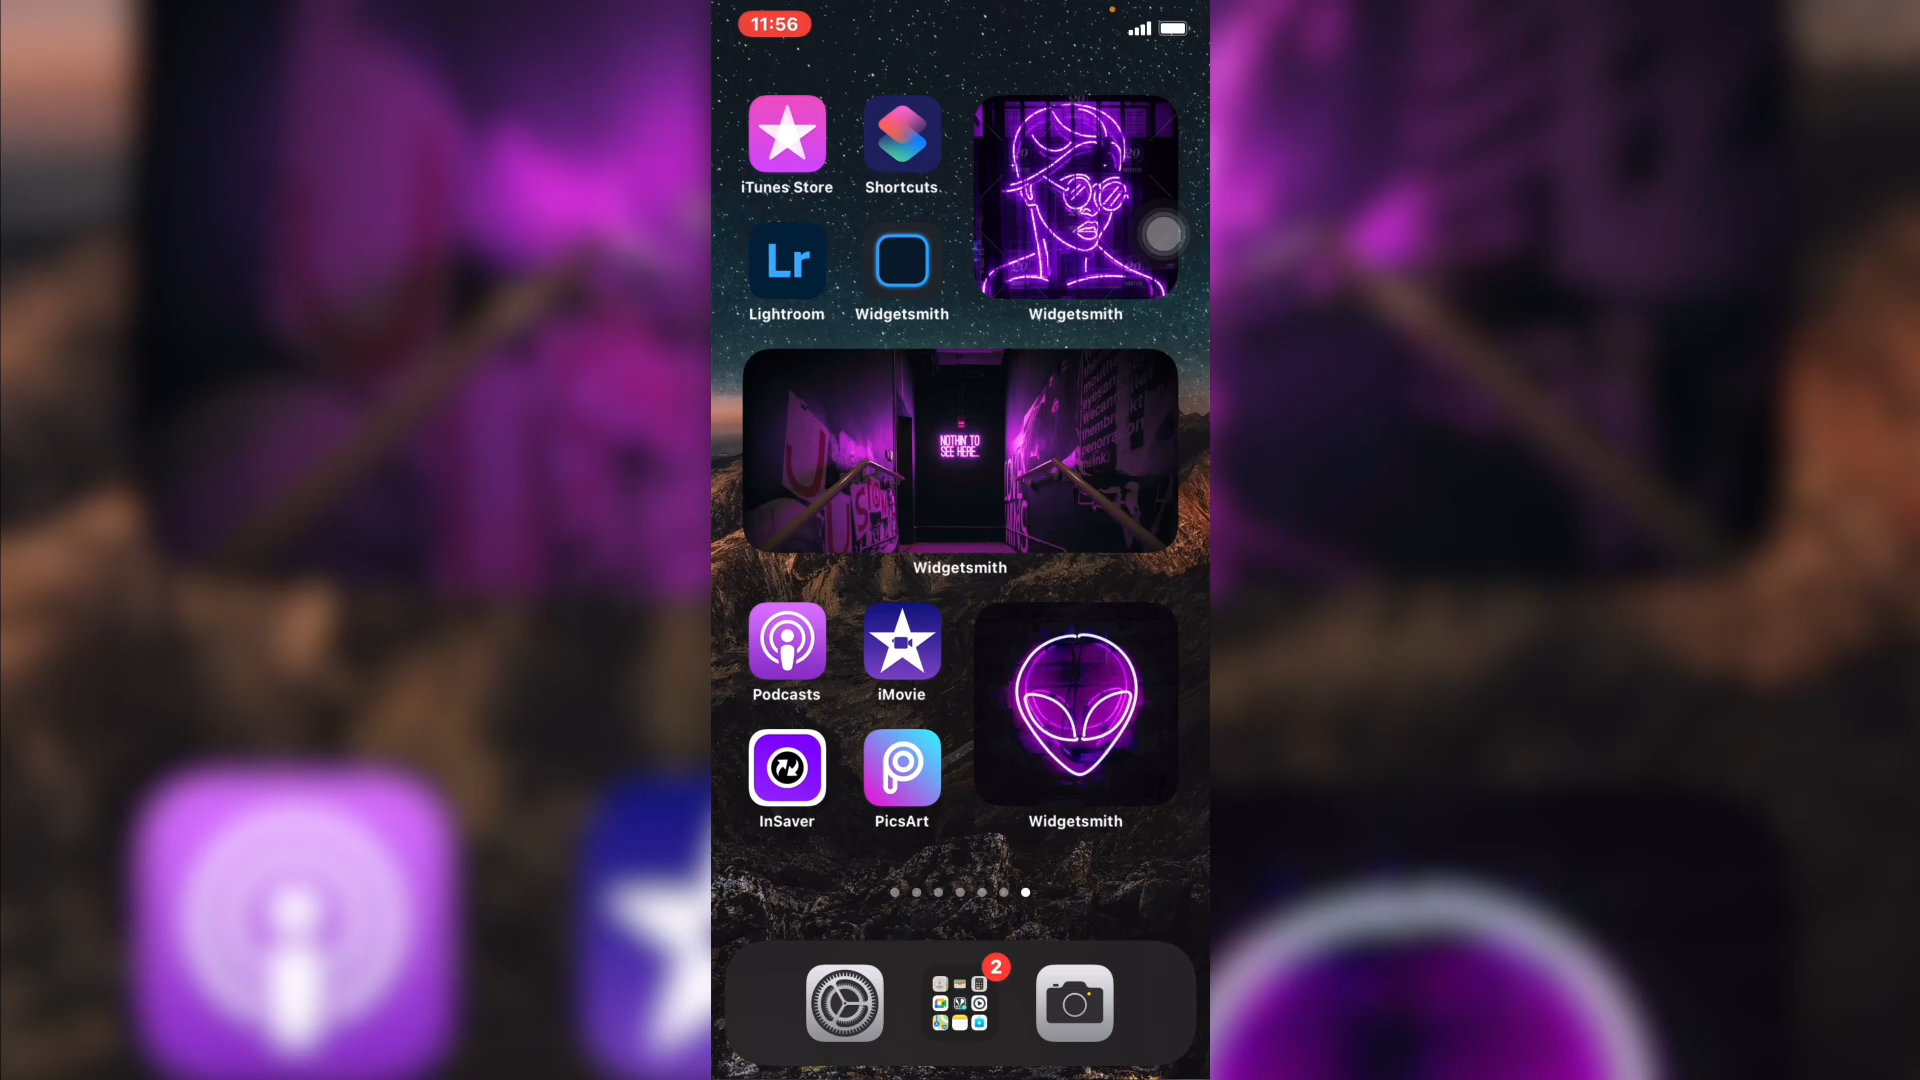 11:56
iTunes Store
Shortcuts
Lr
Lightroom
Widgetsmith
Widgetsmith
NOTHIN' TO
SEE HERE..
Widgetsmith
Podcasts
iMovie
InSaver
PicsArt
Widgetsmith
2